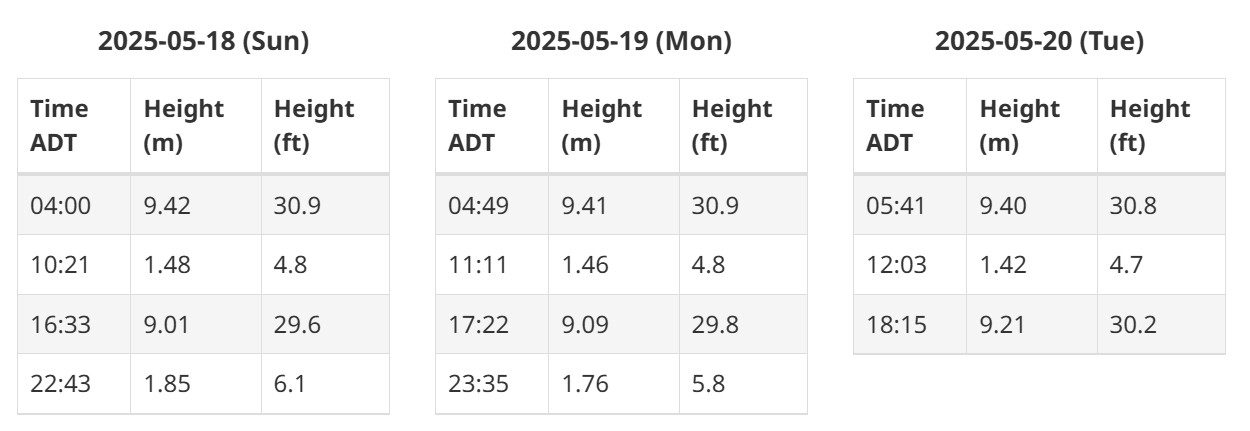 2025-05-18 (Sun)
Time ADT Height (m) Height (ft)
04:00 9.42 30.9
10:21 1.48 4.8
16:33 9.01 29.6
22:43 1.85 6.1
2025-05-19 (Mon)
Time ADT Height (m) Height (ft)
04:49 9.41 30.9
11:11 1.46 4.8
17:22 9.09 29.8
23:35 1.76 5.8
2025-05-20 (Tue)
Time ADT Height (m) Height (ft)
05:41 9.40 30.8
12:03 1.42 4.7
18:15 9.21 30.2